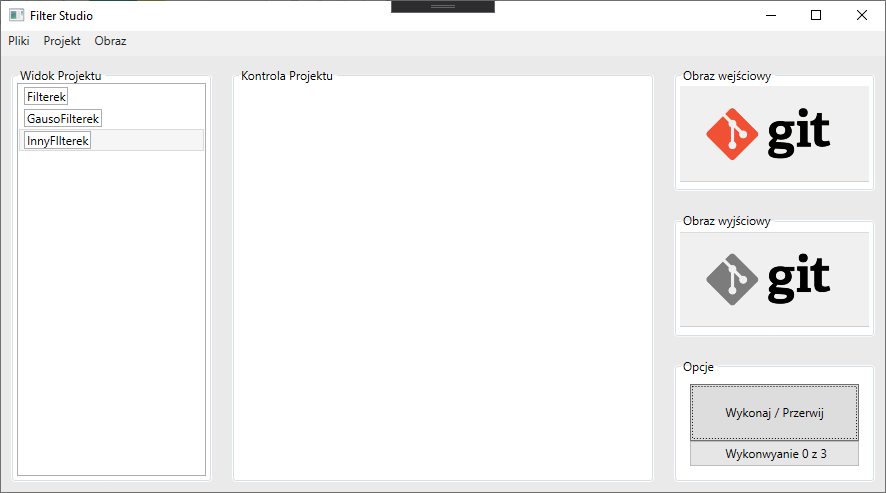 Filter Studio
Pliki Projekt Obraz
Widok Projektu
Filterek
GausoFilterek
InnyFIlterek
Kontrola Projektu
Obraz wejściowy
git
Obraz wyjściowy
git
Opcje
Wykonaj / Przerwij
Wykonwyanie 0 z 3